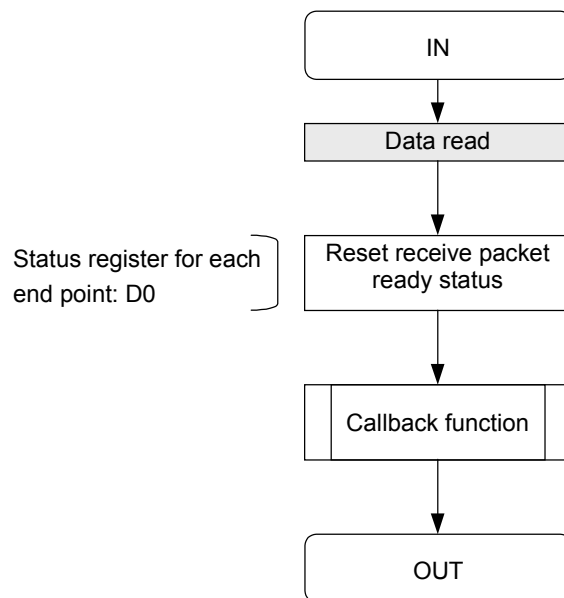 IN
Data read
Status register for each
end point: D0
Reset receive packet
ready status
Callback function
OUT